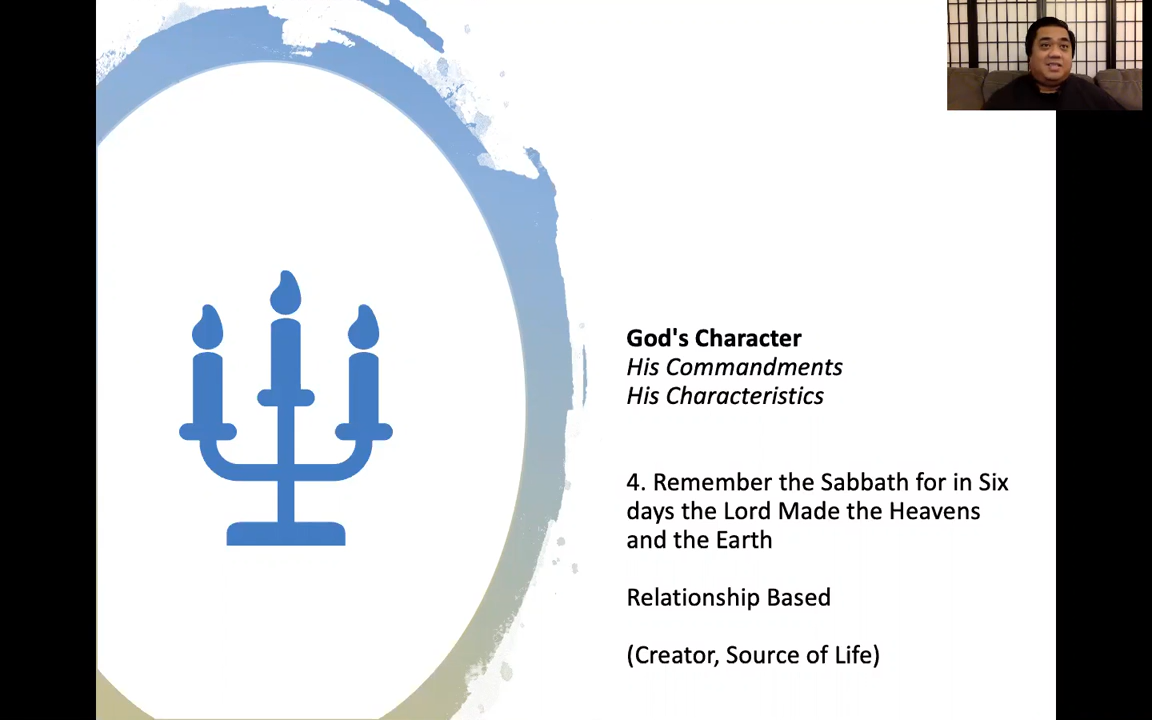 God's Character
His Commandments
His Characteristics
4. Remember the Sabbath for in Six
days the Lord Made the Heavens
and the Earth
Relationship Based
(Creator, Source of Life)